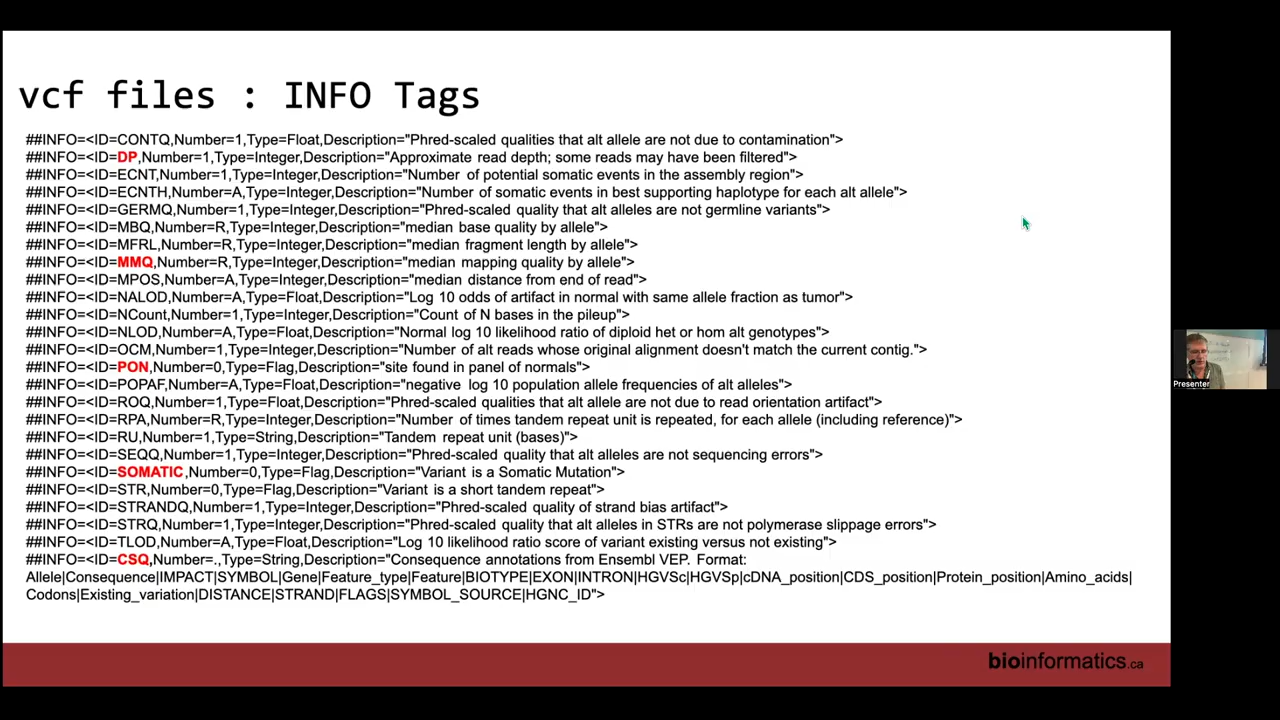 vcf files : INFO Tags
##INFO=<ID=CONTQ,Number=1,Type=Float,Description="Phred-scaled qualities that alt allele are not due to contamination">
##INFO=<ID=DP,Number=1,Type=Integer,Description="Approximate read depth; some reads may have been filtered">
##INFO=<ID=ECNT,Number=1,Type=Integer,Description="Number of potential somatic events in the assembly region">
##INFO=<ID=ECNTH,Number=A,Type=Integer,Description="Number of somatic events in best supporting haplotype for each alt allele">
##INFO=<ID=GERMQ,Number=1,Type=Integer,Description="Phred-scaled quality that alt alleles are not germline variants">
##INFO=<ID=MBQ,Number=R,Type=Integer,Description="median base quality by allele">
##INFO=<ID=MFRL,Number=R,Type=Integer,Description="median fragment length by allele">
##INFO=<ID=MMQ,Number=R,Type=Integer,Description="median mapping quality by allele">
##INFO=<ID=MPOS,Number=A,Type=Integer,Description="median distance from end of read">
##INFO=<ID=NALOD,Number=A,Type=Float,Description="Log 10 odds of artifact in normal with same allele fraction as tumor">
##INFO=<ID=NCount,Number=1,Type=Integer,Description="Count of N bases in the pileup">
##INFO=<ID=NLOD,Number=A,Type=Float,Description="Normal log 10 likelihood ratio of diploid het or hom alt genotypes">
##INFO=<ID=OCM,Number=1,Type=Integer,Description="Number of alt reads whose original alignment doesn't match the current contig.">
##INFO=<ID=PON,Number=0,Type=Flag,Description="site found in panel of normals">
##INFO=<ID=POPAF,Number=A,Type=Float,Description="negative log 10 population allele frequencies of alt alleles">
##INFO=<ID=ROQ,Number=1,Type=Float,Description="Phred-scaled qualities that alt allele are not due to read orientation artifact">
##INFO=<ID=RPA,Number=R,Type=Integer,Description="Number of times tandem repeat unit is repeated, for each allele (including reference)">
##INFO=<ID=RU,Number=1,Type=String,Description="Tandem repeat unit (bases)">
##INFO=<ID=SEQQ,Number=1,Type=Integer,Description="Phred-scaled quality that alt alleles are not sequencing errors">
##INFO=<ID=SOMATIC,Number=0,Type=Flag,Description="Variant is a Somatic Mutation">
##INFO=<ID=STR,Number=0,Type=Flag,Description="Variant is a short tandem repeat">
##INFO=<ID=STRANDQ,Number=1,Type=Integer,Description="Phred-scaled quality of strand bias artifact">
##INFO=<ID=STRQ,Number=1,Type=Integer,Description="Phred-scaled quality that alt alleles in STRs are not polymerase slippage errors">
##INFO=<ID=TLOD,Number=A,Type=Float,Description="Log 10 likelihood ratio score of variant existing versus not existing">
##INFO=<ID=CSQ,Number=.,Type=String,Description="Consequence annotations from Ensembl VEP. Format:
Allele|Consequence|IMPACT|SYMBOL|Gene|Feature_type|Feature|BIOTYPE|EXON|INTRON|HGVSc|HGVSp|cDNA_position|CDS_position|Protein_position|Amino_acids|
Codons|Existing_variation|DISTANCE|STRAND|FLAGS|SYMBOL_SOURCE|HGNC_ID">
Presenter
bioinformatics.ca